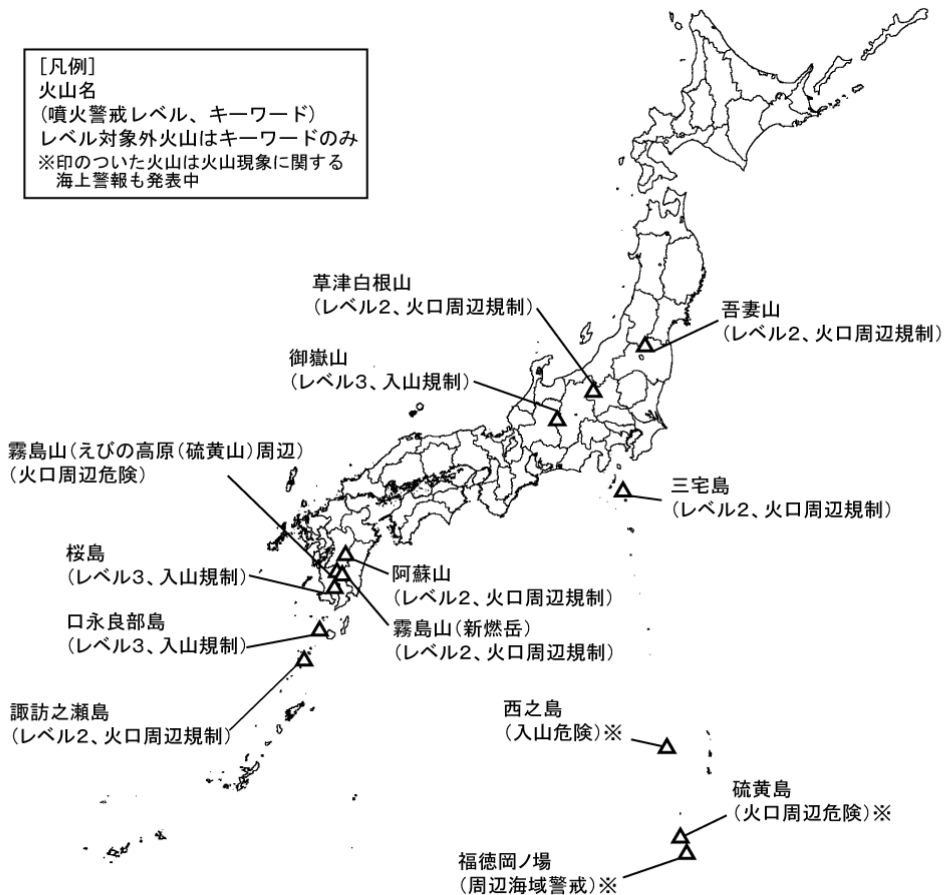 [凡例]
火山名
(噴火警戒レベル、キーワード)
レベル対象外火山はキーワードのみ
※印のついた火山は火山現象に関する
海上警報も発表中
草津白根山
(レベル2、火口周辺規制)
吾妻山
(レベル2、火口周辺規制)
御嶽山
(レベル3、入山規制)
霧島山(えびの高原(硫黄山)周辺)
(火口周辺危険)
三宅島
(レベル2、火口周辺規制)
桜島
(レベル3、入山規制)
阿蘇山
(レベル2、火口周辺規制)
口永良部島
(レベル3、入山規制)
霧島山(新燃岳)
(レベル2、火口周辺規制)
諏訪之瀬島
(レベル2、火口周辺規制)
西之島
(入山危険)※
硫黄島
(火口周辺危険)※
福徳岡ノ場
(周辺海域警戒)※